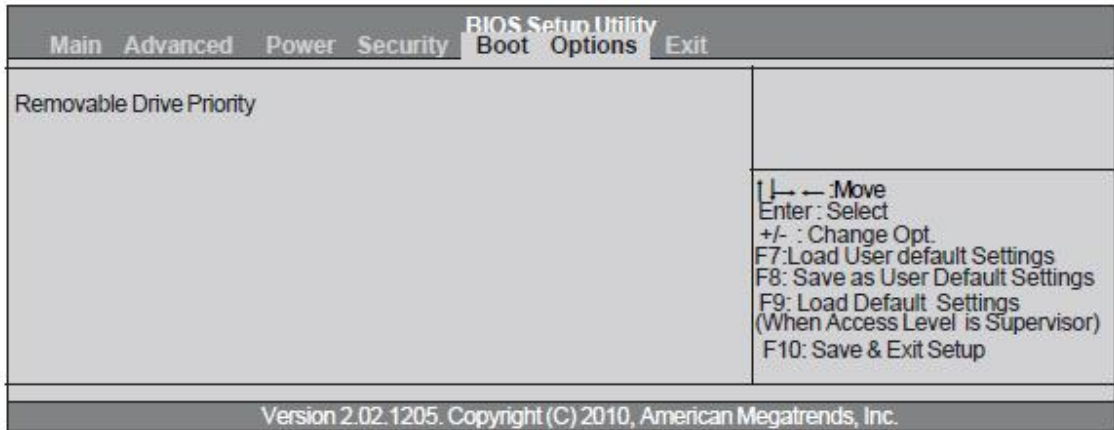 BIOS Setup Utility
Main Advanced Power Security Boot Options Exit
Removable Drive Priority
↑↓→ ← :Move
Enter : Select
+/- : Change Opt.
F7:Load User default Settings
F8: Save as User Default Settings
F9: Load Default Settings
(When Access Level is Supervisor)
F10: Save & Exit Setup
Version 2.02.1205. Copyright (C) 2010, American Megatrends, Inc.